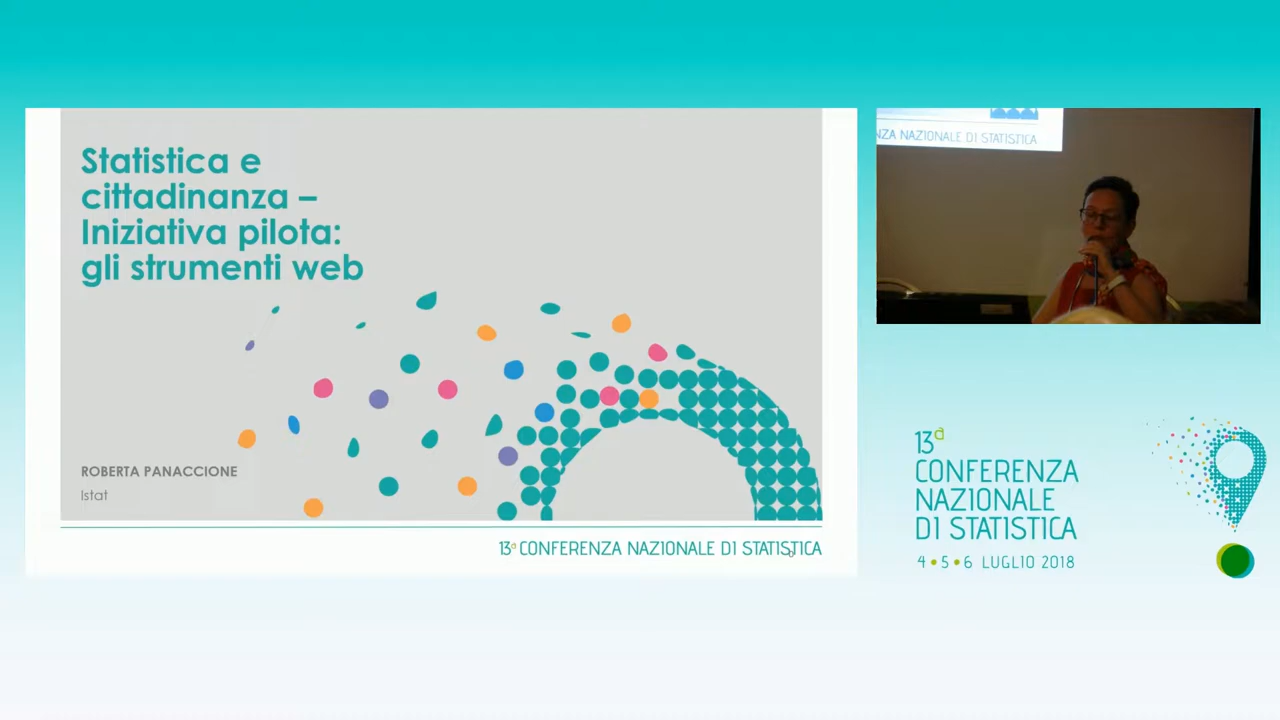 Statistica e
cittadinanza –
Iniziativa pilota:
gli strumenti web
ROBERTA PANACCIONE
Istat
13ª CONFERENZA NAZIONALE DI STATISTICA
NZA NAZIONALE DI STATISTICA
13ª
CONFERENZA
NAZIONALE
DI STATISTICA
4 • 5 • 6 LUGLIO 2018